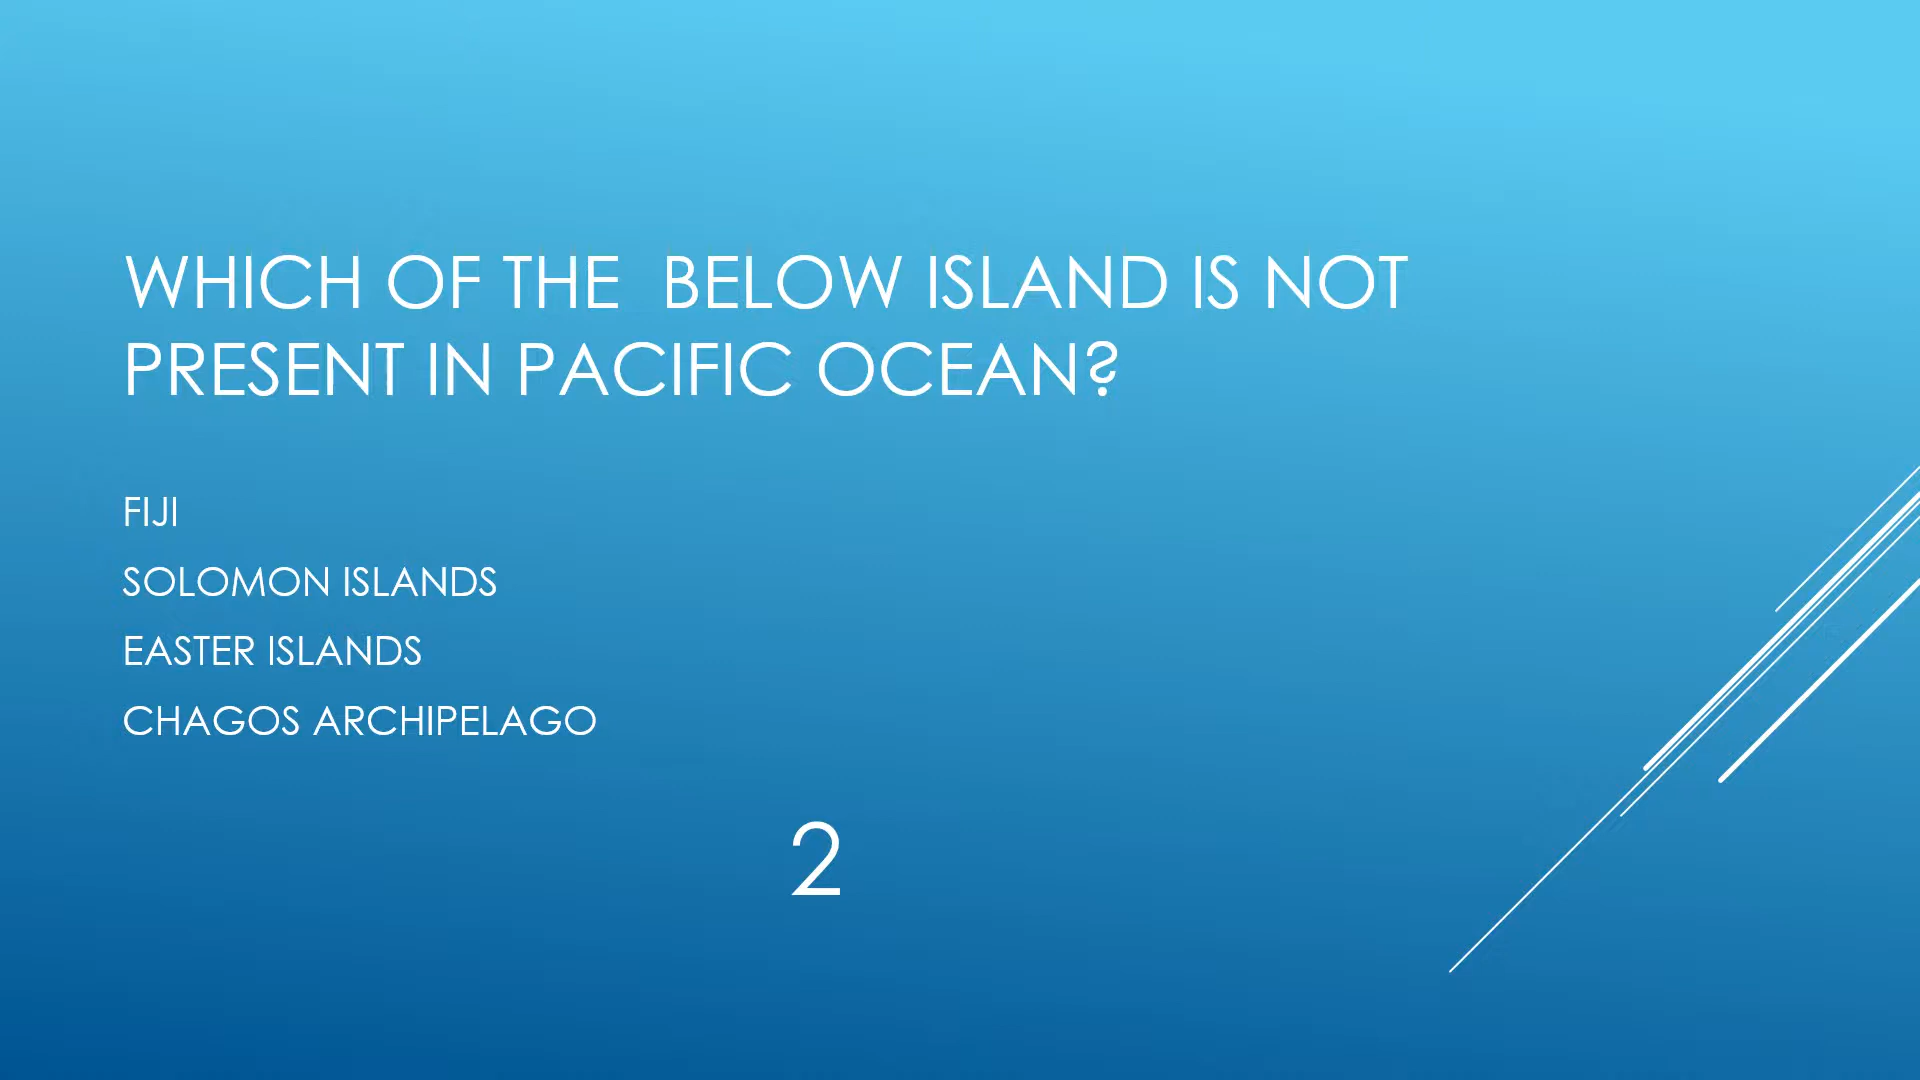 WHICH OF THE  BELOW ISLAND IS NOT
PRESENT IN PACIFIC OCEAN?
FIJI
SOLOMON ISLANDS
EASTER ISLANDS
CHAGOS ARCHIPELAGO
2